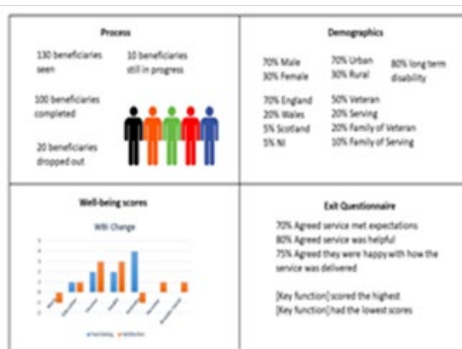 Process
130 beneficiaries
seen
10 beneficiaries
still in progress
100 beneficiaries
completed
20 beneficiaries
dropped out
Demographics
70% Male
30% Female
70% Urban
30% Rural
80% long term
disability
70% England
20% Wales
5% Scotland
5% NI
50% Veteran
20% Serving
20% Family of Veteran
10% Family of Serving
Well-being scores
WBI Change
Exit Questionnaire
70% Agreed service met expectations
80% Agreed service was helpful
75% Agreed they were happy with how the
service was delivered
[Key function] scored the highest
[Key function] had the lowest scores